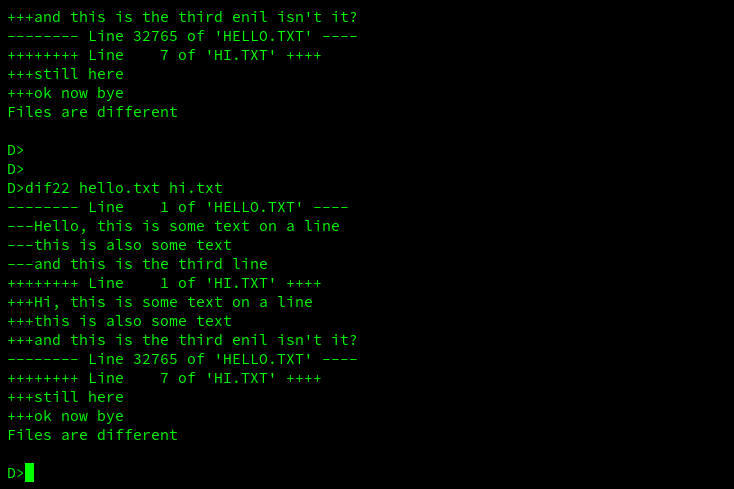 +++and this is the third enil isn't it?
-------- Line 32765 of 'HELLO.TXT' ----
++++++++ Line    7 of 'HI.TXT' ++++
+++still here
+++ok now bye
Files are different

D>
D>
D>dif22 hello.txt hi.txt
-------- Line    1 of 'HELLO.TXT' ----
---Hello, this is some text on a line
---this is also some text
---and this is the third line
++++++++ Line    1 of 'HI.TXT' ++++
+++Hi, this is some text on a line
+++this is also some text
+++and this is the third enil isn't it?
-------- Line 32765 of 'HELLO.TXT' ----
++++++++ Line    7 of 'HI.TXT' ++++
+++still here
+++ok now bye
Files are different

D>